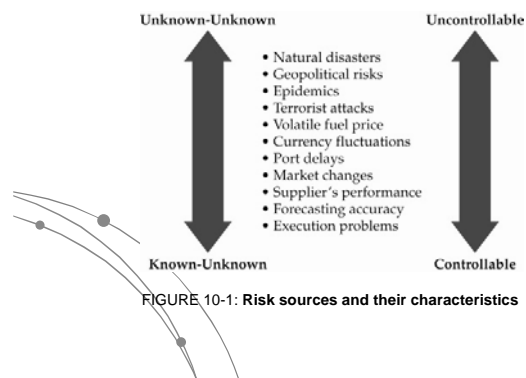 Unknown-Unknown Uncontrollable
• Natural disasters
• Geopolitical risks
• Epidemics
• Terrorist attacks
• Volatile fuel price
• Currency fluctuations
• Port delays
• Market changes
• Supplier's performance
• Forecasting accuracy
• Execution problems
Known-Unknown Controllable
FIGURE 10-1: Risk sources and their characteristics